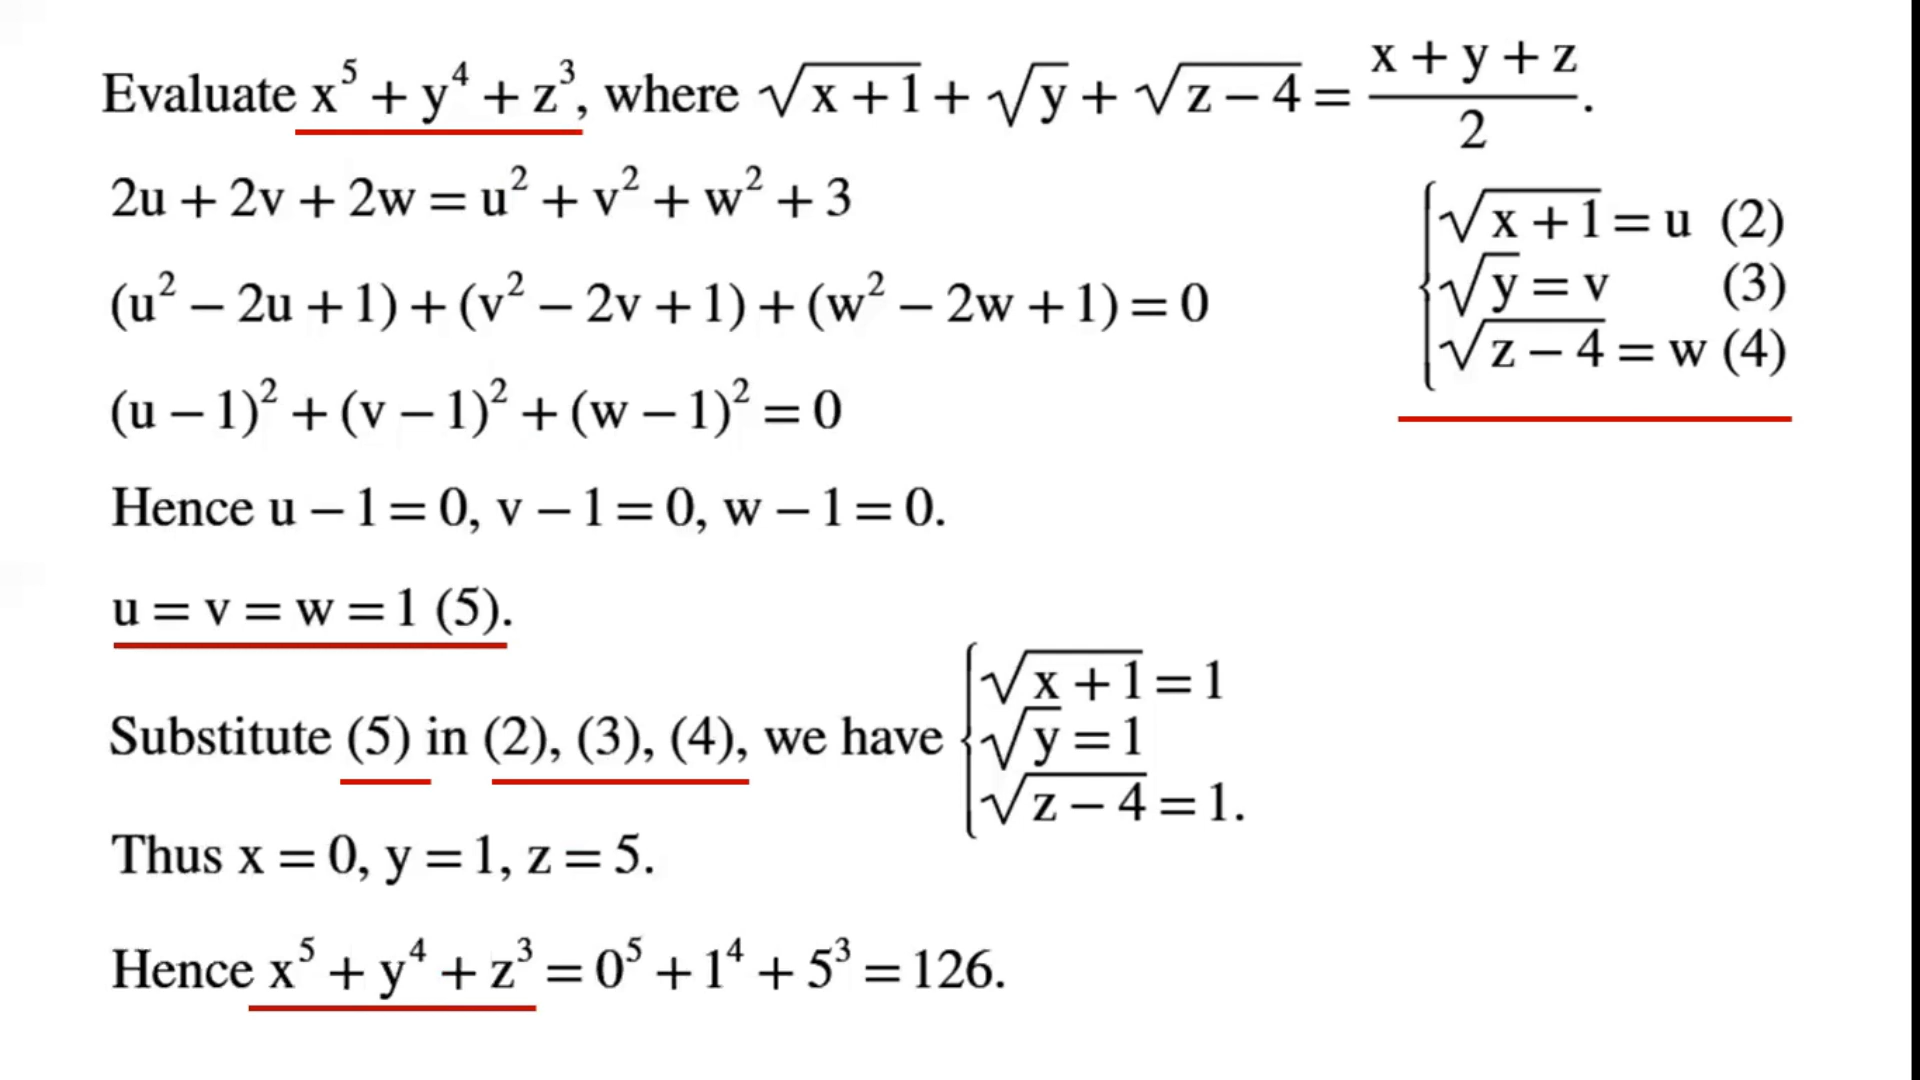 Evaluate x⁵ + y⁴ + z³, where √(x + 1) + √y + √(z − 4) = (x + y + z)/2.
2u + 2v + 2w = u² + v² + w² + 3
√(x + 1) = u (2)
√y = v (3)
√(z − 4) = w (4)
(u² − 2u + 1) + (v² − 2v + 1) + (w² − 2w + 1) = 0
(u − 1)² + (v − 1)² + (w − 1)² = 0
Hence u − 1 = 0, v − 1 = 0, w − 1 = 0.
u = v = w = 1 (5).
Substitute (5) in (2), (3), (4), we have
√(x + 1) = 1
√y = 1
√(z − 4) = 1.
Thus x = 0, y = 1, z = 5.
Hence x⁵ + y⁴ + z³ = 0⁵ + 1⁴ + 5³ = 126.